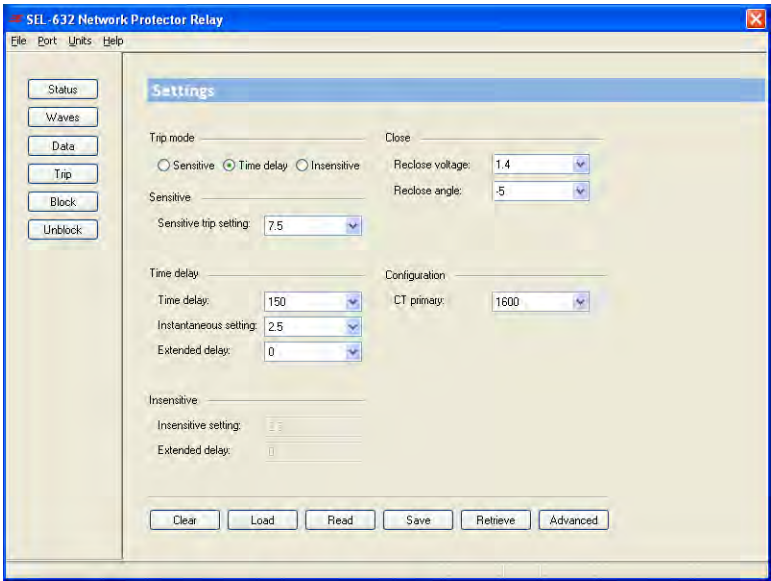 SEL-632 Network Protector Relay
File Port Units Help
Status
Waves
Data
Trip
Block
Unblock
Settings
Trip mode
Sensitive Time delay Insensitive
Sensitive
Sensitive trip setting: 7.5
Time delay
Time delay: 150
Instantaneous setting: 2.5
Extended delay: 0
Insensitive
Insensitive setting:
Extended delay:
Close
Reclose voltage: 1.4
Reclose angle: -5
Configuration
CT primary: 1600
Clear Load Read Save Retrieve Advanced